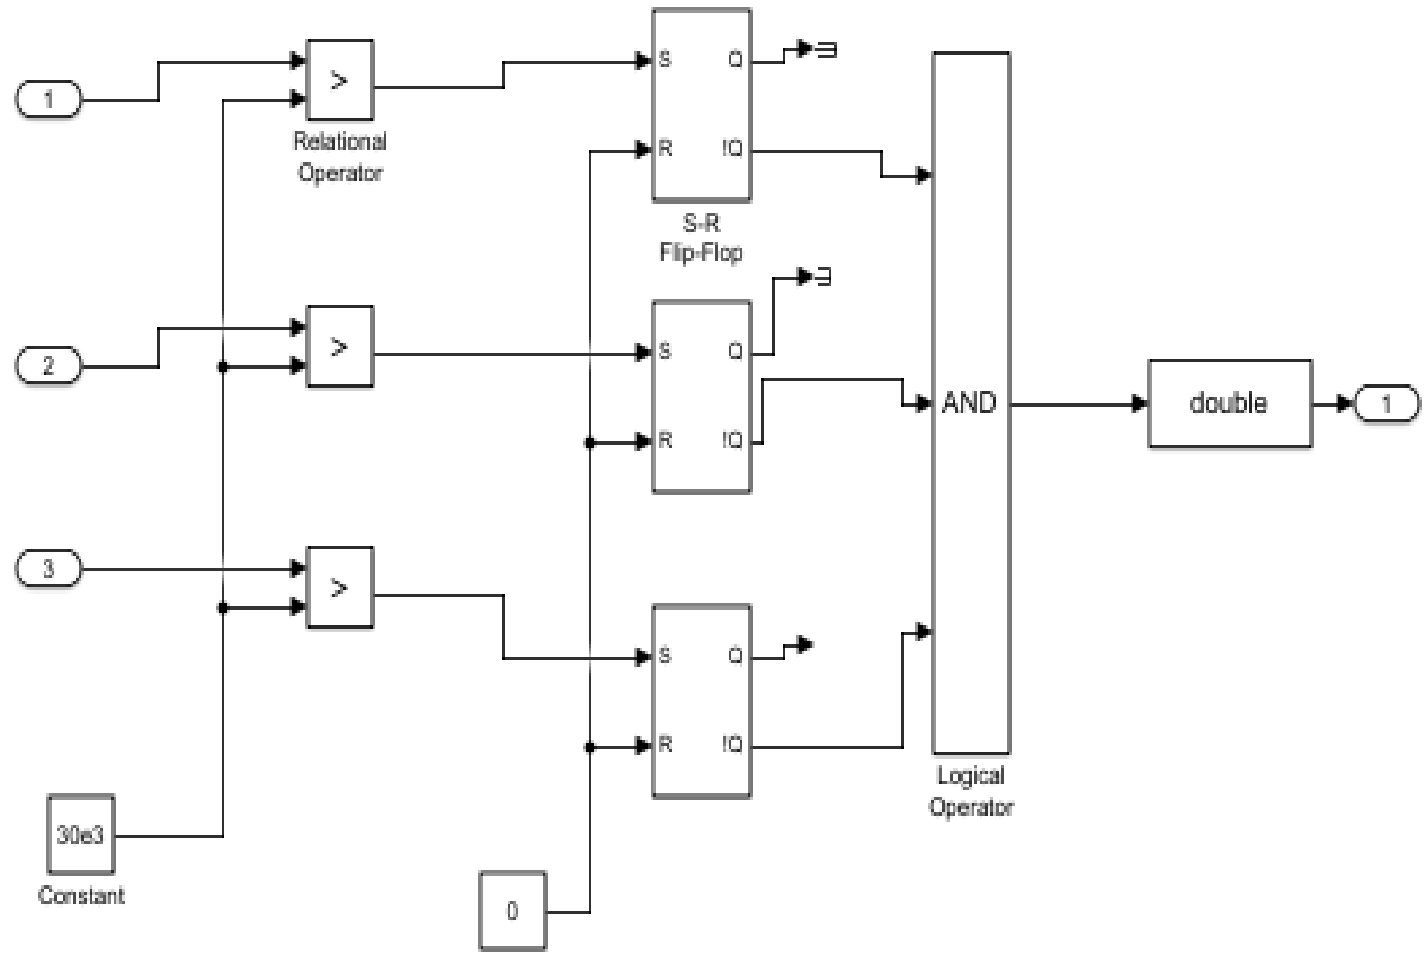 1
>
Relational
Operator
S Q
R !Q
S-R
Flip-Flop
2
>
S Q
R !Q
AND
double
1
3
>
S Q
R !Q
Logical
Operator
30e3
Constant
0